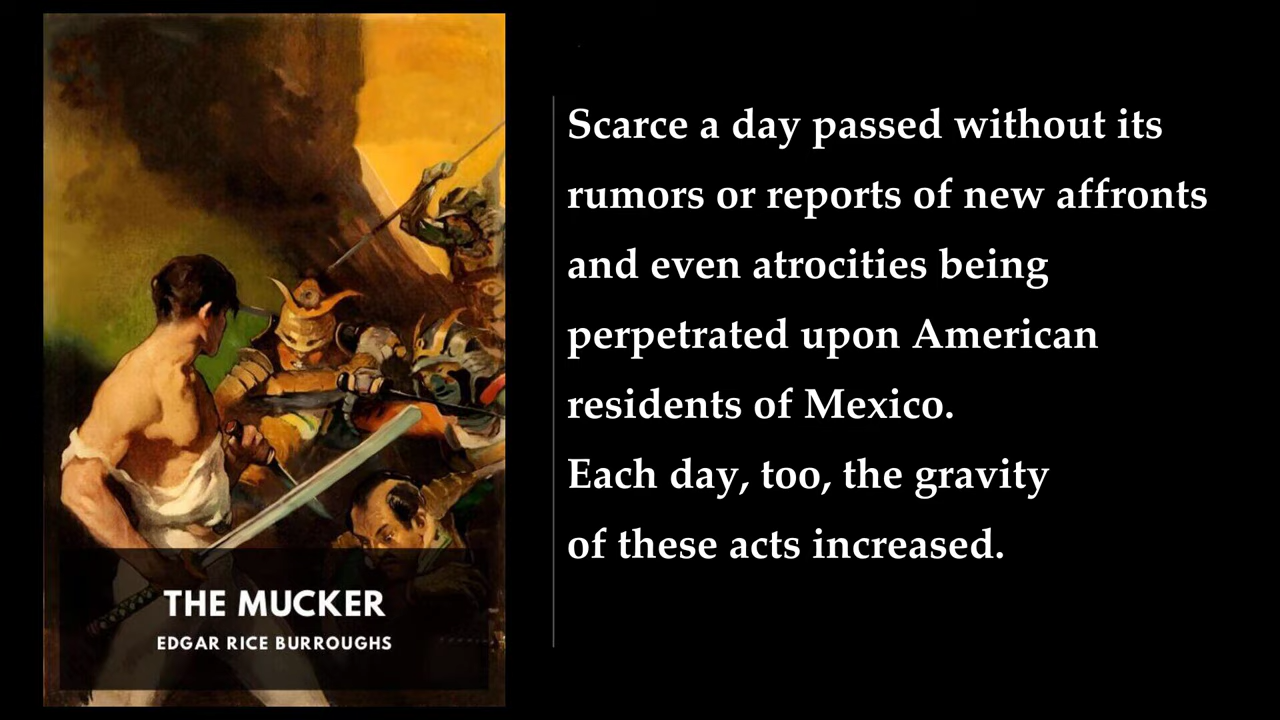 THE MUCKER
EDGAR RICE BURROUGHS
Scarce a day passed without its
rumors or reports of new affronts
and even atrocities being
perpetrated upon American
residents of Mexico.
Each day, too, the gravity
of these acts increased.